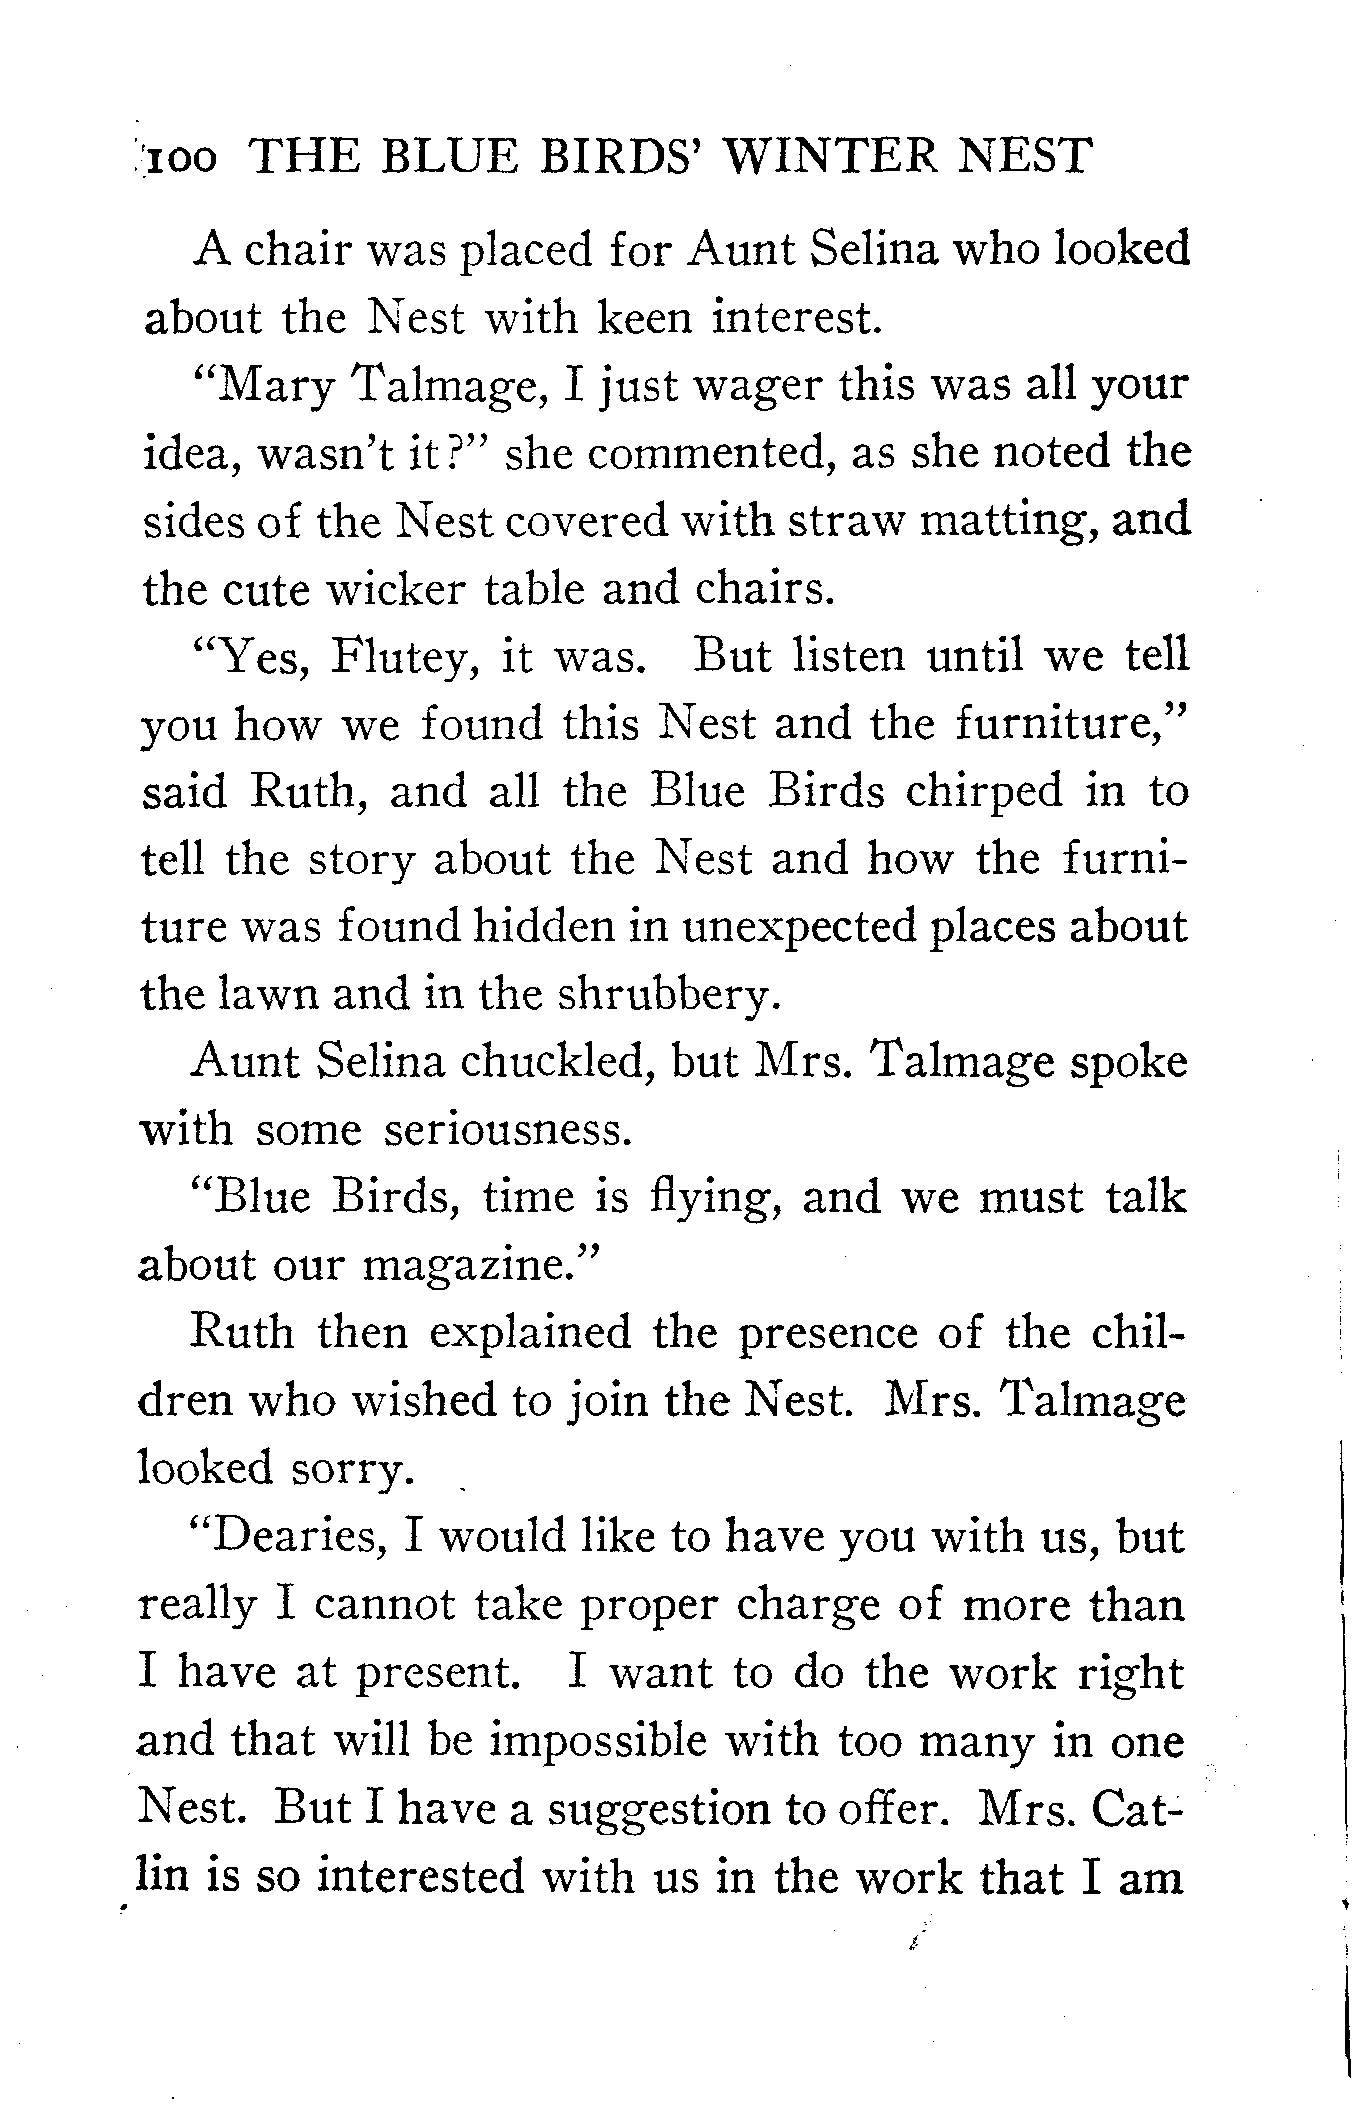 100 THE BLUE BIRDS' WINTER NEST
A chair was placed for Aunt Selina who looked
about the Nest with keen interest.
"Mary Talmage, I just wager this was all your
idea, wasn't it?" she commented, as she noted the
sides of the Nest covered with straw matting, and
the cute wicker table and chairs.
"Yes, Flutey, it was. But listen until we tell
you how we found this Nest and the furniture,"
said Ruth, and all the Blue Birds chirped in to
tell the story about the Nest and how the furni-
ture was found hidden in unexpected places about
the lawn and in the shrubbery.
Aunt Selina chuckled, but Mrs. Talmage spoke
with some seriousness.
"Blue Birds, time is flying, and we must talk
about our magazine."
Ruth then explained the presence of the chil-
dren who wished to join the Nest. Mrs. Talmage
looked sorry.
"Dearies, I would like to have you with us, but
really I cannot take proper charge of more than
I have at present. I want to do the work right
and that will be impossible with too many in one
Nest. But I have a suggestion to offer. Mrs. Cat-
lin is so interested with us in the work that I am